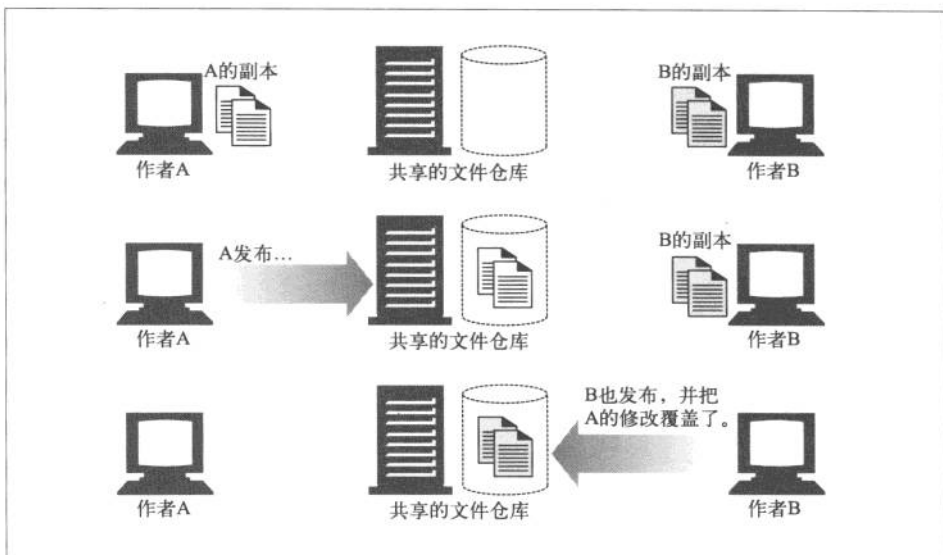 A的副本
B的副本
作者A
共享的文件仓库
作者B
A发布…
B的副本
作者A
共享的文件仓库
作者B
B也发布，并把
A的修改覆盖了。
作者A
共享的文件仓库
作者B